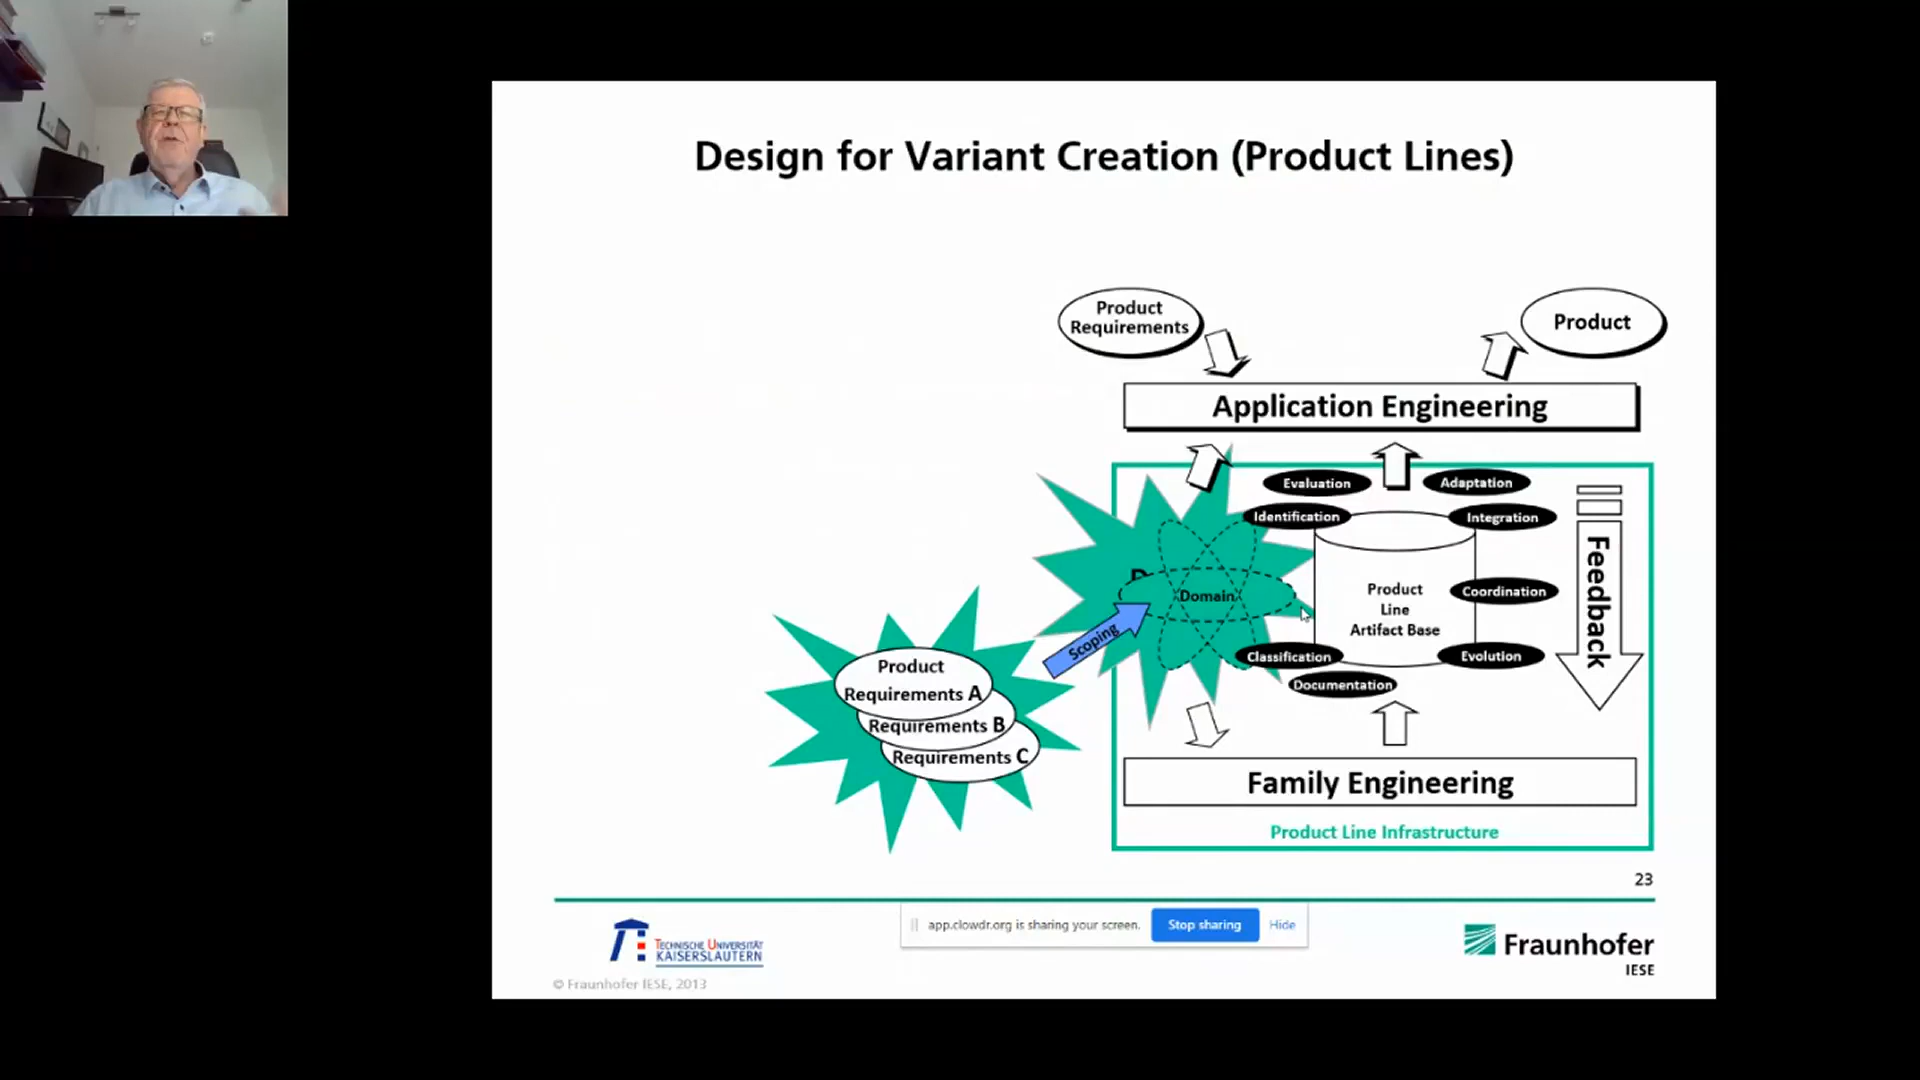 Design for Variant Creation (Product Lines)
Product
Requirements
Product
Application Engineering
Evaluation
Adaptation
Identification
Integration
Feedback
Domain
Product
Line
Artifact Base
Coordination
Scoping
Classification
Evolution
Documentation
Product
Requirements A
Requirements B
Requirements C
Family Engineering
Product Line Infrastructure
23
TECHNISCHE UNIVERSITÄT
KAISERSLAUTERN
app.clowdr.org is sharing your screen.
Stop sharing
Hide
Fraunhofer
IESE
© Fraunhofer IESE, 2013